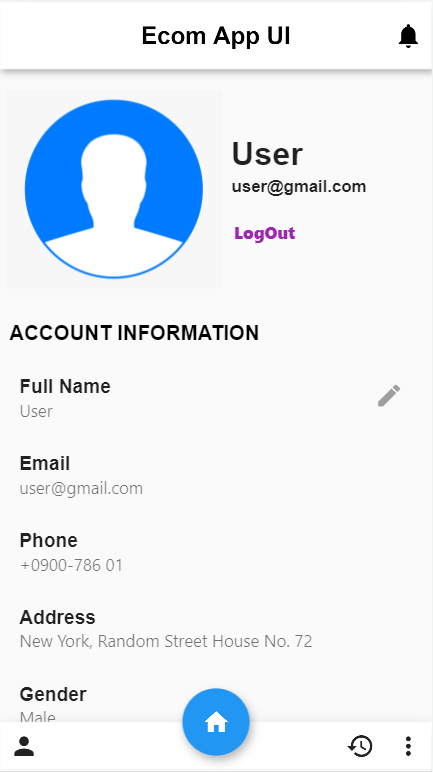 Ecom App UI
User
user@gmail.com
LogOut
ACCOUNT INFORMATION
Full Name
User
Email
user@gmail.com
Phone
+0900-786 01
Address
New York, Random Street House No. 72
Gender
Male